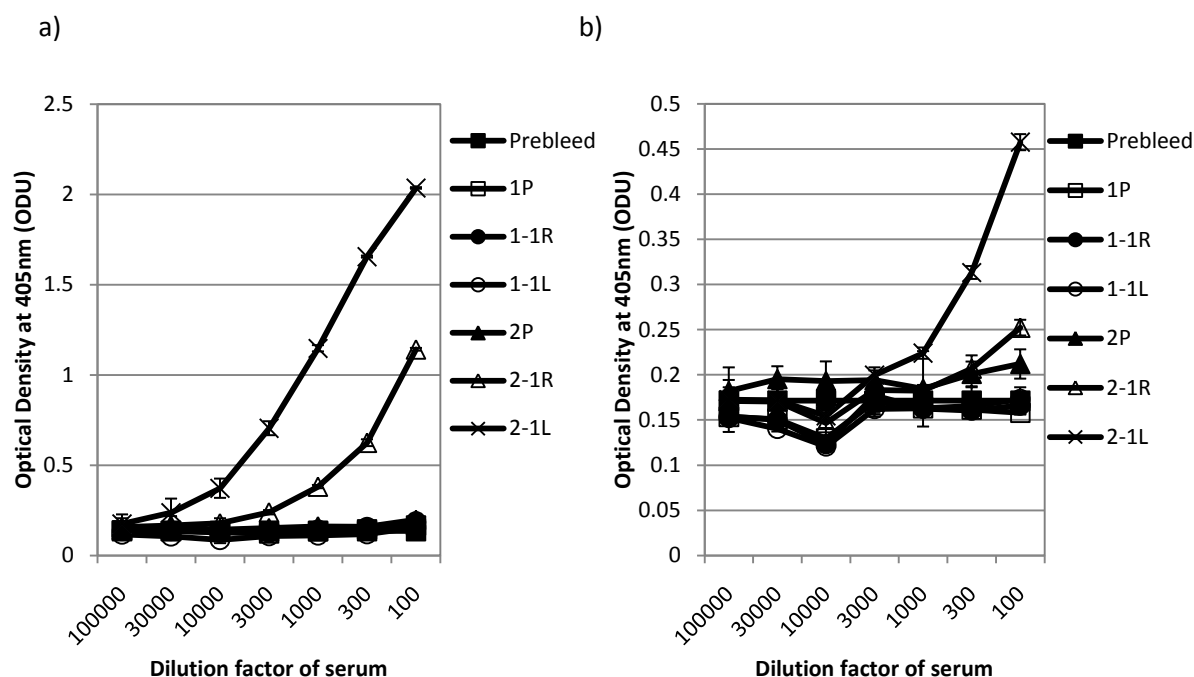 a)
Optical Density at 405nm (ODU)
2.5
2
1.5
1
0.5
0
100000
30000
10000
3000
1000
300
100
Dilution factor of serum
Prebleed
1P
1-1R
1-1L
2P
2-1R
2-1L
b)
Optical Density at 405nm (ODU)
0.5
0.45
0.4
0.35
0.3
0.25
0.2
0.15
0.1
0.05
0
100000
30000
10000
3000
1000
300
100
Dilution factor of serum
Prebleed
1P
1-1R
1-1L
2P
2-1R
2-1L